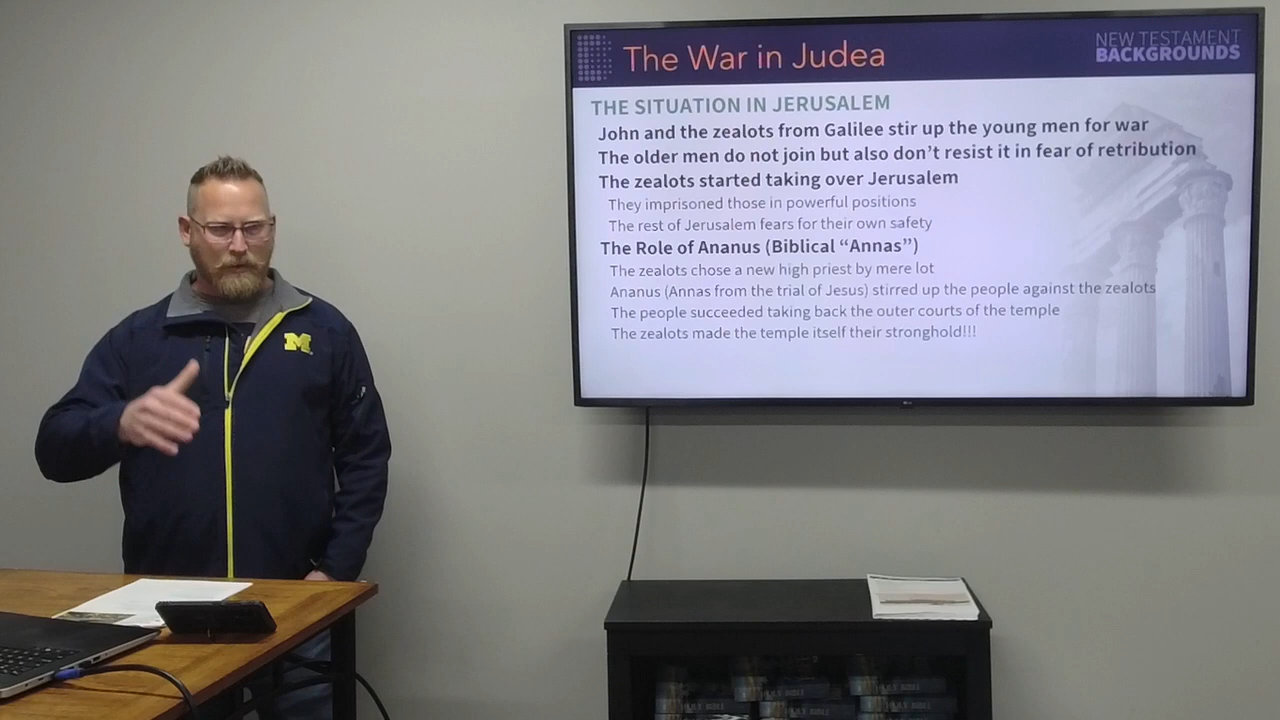 The War in Judea
NEW TESTAMENT
BACKGROUNDS
THE SITUATION IN JERUSALEM
John and the zealots from Galilee stir up the young men for war
The older men do not join but also don't resist it in fear of retribution
The zealots started taking over Jerusalem
They imprisoned those in powerful positions
The rest of Jerusalem fears for their own safety
The Role of Ananus (Biblical “Annas”)
The zealots chose a new high priest by mere lot
Ananus (Annas from the trial of Jesus) stirred up the people against the zealots
The people succeeded taking back the outer courts of the temple
The zealots made the temple itself their stronghold!!!
M
LG
HOLY BIBLE
HOLY BIBLE